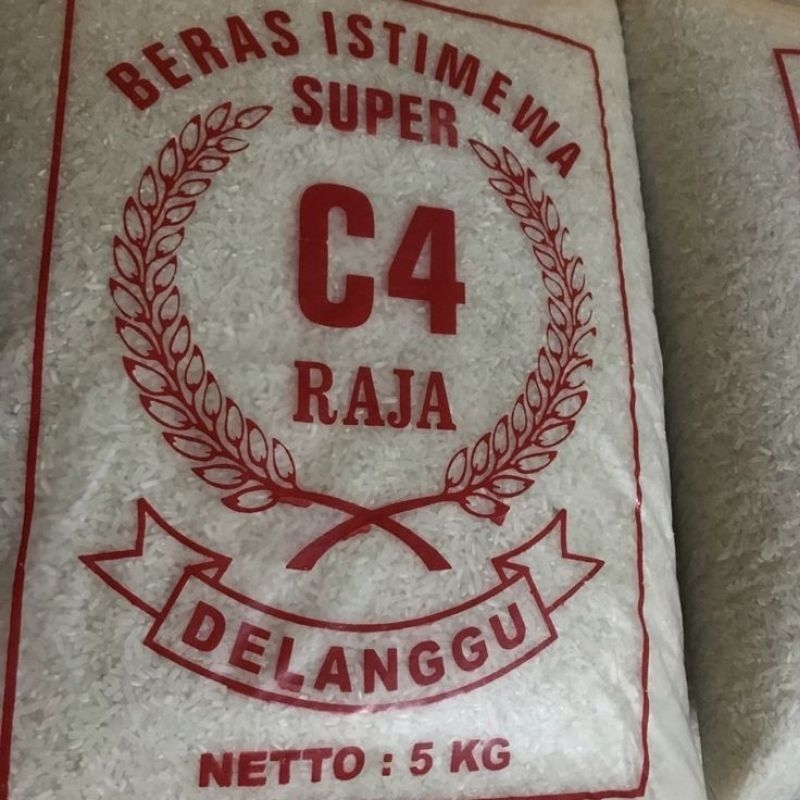 BERAS ISTIMEWA
SUPER
C4
RAJA
DELANGGU
NETTO : 5 KG